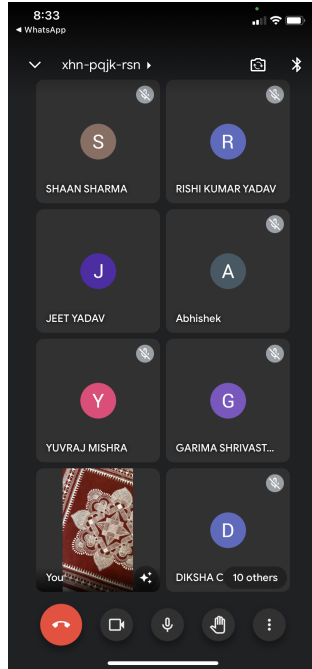 8:33
◀ WhatsApp
xhn-pqjk-rsn
S
SHAAN SHARMA
R
RISHI KUMAR YADAV
J
JEET YADAV
A
Abhishek
Y
YUVRAJ MISHRA
G
GARIMA SHRIVAST...
You
D
DIKSHA C
10 others